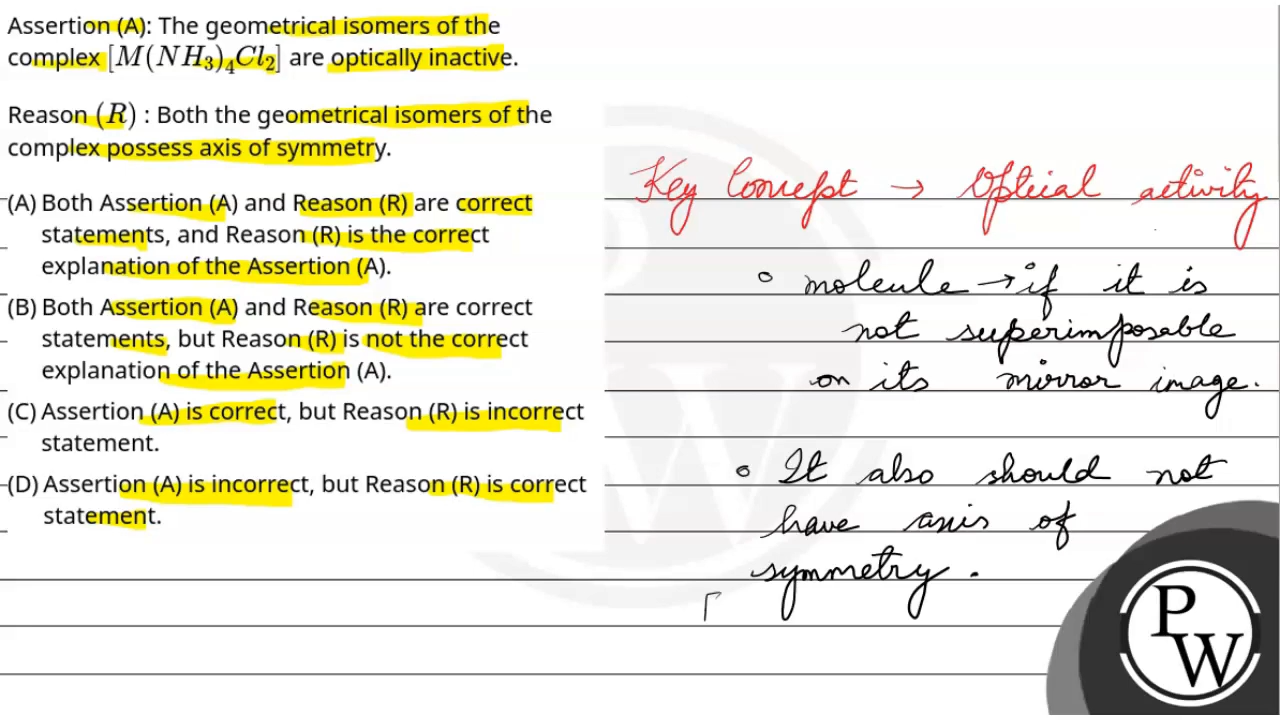 Assertion (A): The geometrical isomers of the
complex [M(NH₃)₄Cl₂] are optically inactive.
Reason (R) : Both the geometrical isomers of the
complex possess axis of symmetry.
(A) Both Assertion (A) and Reason (R) are correct
statements, and Reason (R) is the correct
explanation of the Assertion (A).
(B) Both Assertion (A) and Reason (R) are correct
statements, but Reason (R) is not the correct
explanation of the Assertion (A).
(C) Assertion (A) is correct, but Reason (R) is incorrect
statement.
(D) Assertion (A) is incorrect, but Reason (R) is correct
statement.
Key Concept → Optical activity
∘ molecule → if it is
not superimposable
on its mirror image.
∘ It also should not
have axis of
symmetry.
P
W